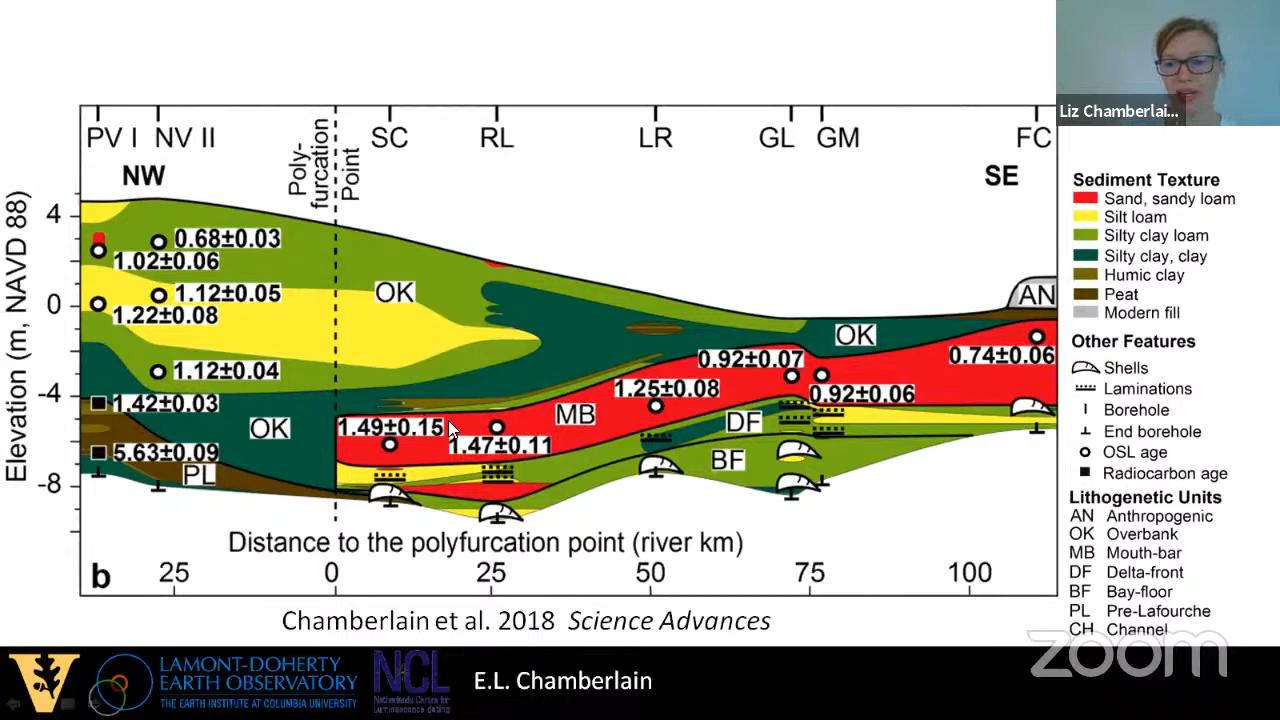 Liz Chamberlai...
PV I NV II SC RL LR GL GM FC
NW
SE
Poly-
furcation
Point
Elevation (m, NAVD 88)
4
0
-4
-8
0.68±0.03
1.02±0.06
1.12±0.05
1.22±0.08
1.12±0.04
1.42±0.03
5.63±0.09
OK
OK
OK
PL
1.49±0.15
1.47±0.11
MB
1.25±0.08
0.92±0.07
0.92±0.06
0.74±0.06
DF
BF
AN
Distance to the polyfurcation point (river km)
b
25 0 25 50 75 100
Sediment Texture
Sand, sandy loam
Silt loam
Silty clay loam
Silty clay, clay
Humic clay
Peat
Modern fill
Other Features
Shells
Laminations
Borehole
End borehole
OSL age
Radiocarbon age
Lithogenetic Units
AN Anthropogenic
OK Overbank
MB Mouth-bar
DF Delta-front
BF Bay-floor
PL Pre-Lafourche
CH Channel
Chamberlain et al. 2018 Science Advances
zoom
LAMONT-DOHERTY
EARTH OBSERVATORY
THE EARTH INSTITUTE AT COLUMBIA UNIVERSITY
NCL
Netherlands Centre for
Luminescence dating
E.L. Chamberlain